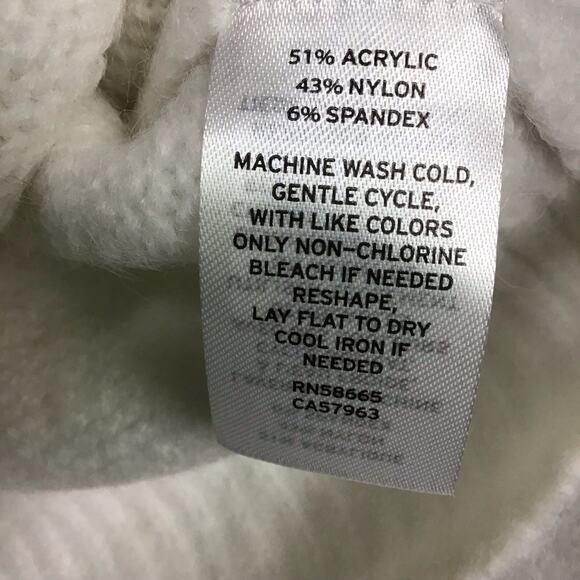 51% ACRYLIC
43% NYLON
6% SPANDEX
MACHINE WASH COLD,
GENTLE CYCLE,
WITH LIKE COLORS
ONLY NON-CHLORINE
BLEACH IF NEEDED
RESHAPE,
LAY FLAT TO DRY
COOL IRON IF
NEEDED
RN58665
CA57963